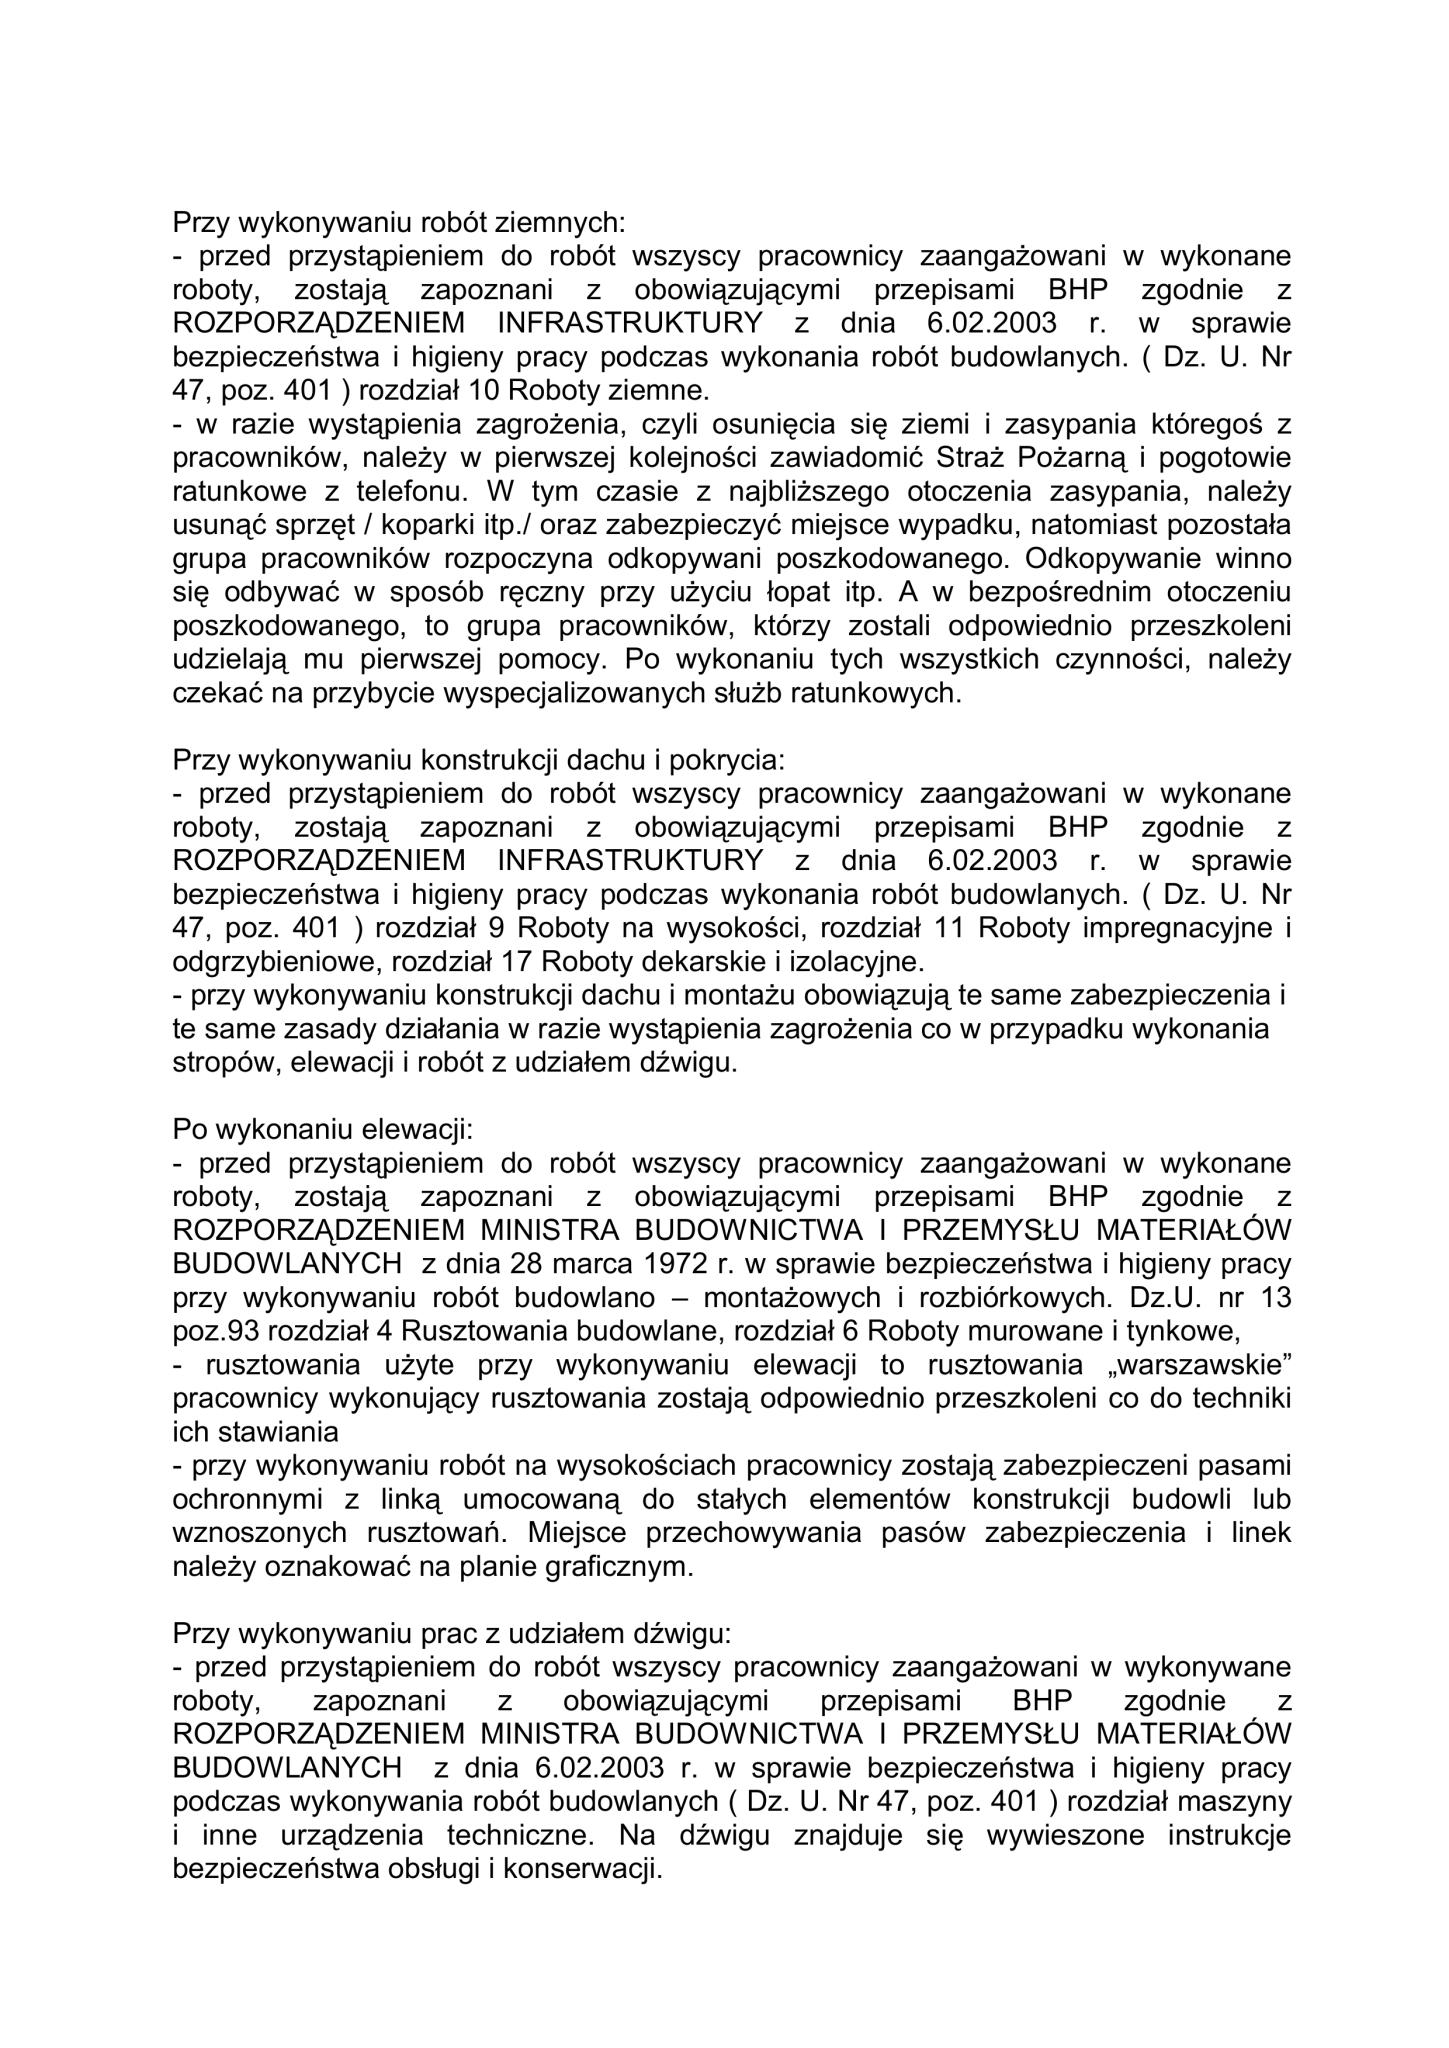 Przy wykonywaniu robót ziemnych:
- przed przystąpieniem do robót wszyscy pracownicy zaangażowani w wykonane
roboty, zostają zapoznani z obowiązującymi przepisami BHP zgodnie z
ROZPORZĄDZENIEM INFRASTRUKTURY z dnia 6.02.2003 r. w sprawie
bezpieczeństwa i higieny pracy podczas wykonania robót budowlanych. ( Dz. U. Nr
47, poz. 401 ) rozdział 10 Roboty ziemne.
- w razie wystąpienia zagrożenia, czyli osunięcia się ziemi i zasypania któregoś z
pracowników, należy w pierwszej kolejności zawiadomić Straż Pożarną i pogotowie
ratunkowe z telefonu. W tym czasie z najbliższego otoczenia zasypania, należy
usunąć sprzęt / koparki itp./ oraz zabezpieczyć miejsce wypadku, natomiast pozostała
grupa pracowników rozpoczyna odkopywani poszkodowanego. Odkopywanie winno
się odbywać w sposób ręczny przy użyciu łopat itp. A w bezpośrednim otoczeniu
poszkodowanego, to grupa pracowników, którzy zostali odpowiednio przeszkoleni
udzielają mu pierwszej pomocy. Po wykonaniu tych wszystkich czynności, należy
czekać na przybycie wyspecjalizowanych służb ratunkowych.
Przy wykonywaniu konstrukcji dachu i pokrycia:
- przed przystąpieniem do robót wszyscy pracownicy zaangażowani w wykonane
roboty, zostają zapoznani z obowiązującymi przepisami BHP zgodnie z
ROZPORZĄDZENIEM INFRASTRUKTURY z dnia 6.02.2003 r. w sprawie
bezpieczeństwa i higieny pracy podczas wykonania robót budowlanych. ( Dz. U. Nr
47, poz. 401 ) rozdział 9 Roboty na wysokości, rozdział 11 Roboty impregnacyjne i
odgrzybieniowe, rozdział 17 Roboty dekarskie i izolacyjne.
- przy wykonywaniu konstrukcji dachu i montażu obowiązują te same zabezpieczenia i
te same zasady działania w razie wystąpienia zagrożenia co w przypadku wykonania
stropów, elewacji i robót z udziałem dźwigu.
Po wykonaniu elewacji:
- przed przystąpieniem do robót wszyscy pracownicy zaangażowani w wykonane
roboty, zostają zapoznani z obowiązującymi przepisami BHP zgodnie z
ROZPORZĄDZENIEM MINISTRA BUDOWNICTWA I PRZEMYSŁU MATERIAŁÓW
BUDOWLANYCH z dnia 28 marca 1972 r. w sprawie bezpieczeństwa i higieny pracy
przy wykonywaniu robót budowlano – montażowych i rozbiórkowych. Dz.U. nr 13
poz.93 rozdział 4 Rusztowania budowlane, rozdział 6 Roboty murowane i tynkowe,
- rusztowania użyte przy wykonywaniu elewacji to rusztowania „warszawskie”
pracownicy wykonujący rusztowania zostają odpowiednio przeszkoleni co do techniki
ich stawiania
- przy wykonywaniu robót na wysokościach pracownicy zostają zabezpieczeni pasami
ochronnymi z linką umocowaną do stałych elementów konstrukcji budowli lub
wznoszonych rusztowań. Miejsce przechowywania pasów zabezpieczenia i linek
należy oznakować na planie graficznym.
Przy wykonywaniu prac z udziałem dźwigu:
- przed przystąpieniem do robót wszyscy pracownicy zaangażowani w wykonywane
roboty, zapoznani z obowiązującymi przepisami BHP zgodnie z
ROZPORZĄDZENIEM MINISTRA BUDOWNICTWA I PRZEMYSŁU MATERIAŁÓW
BUDOWLANYCH z dnia 6.02.2003 r. w sprawie bezpieczeństwa i higieny pracy
podczas wykonywania robót budowlanych ( Dz. U. Nr 47, poz. 401 ) rozdział maszyny
i inne urządzenia techniczne. Na dźwigu znajduje się wywieszone instrukcje
bezpieczeństwa obsługi i konserwacji.